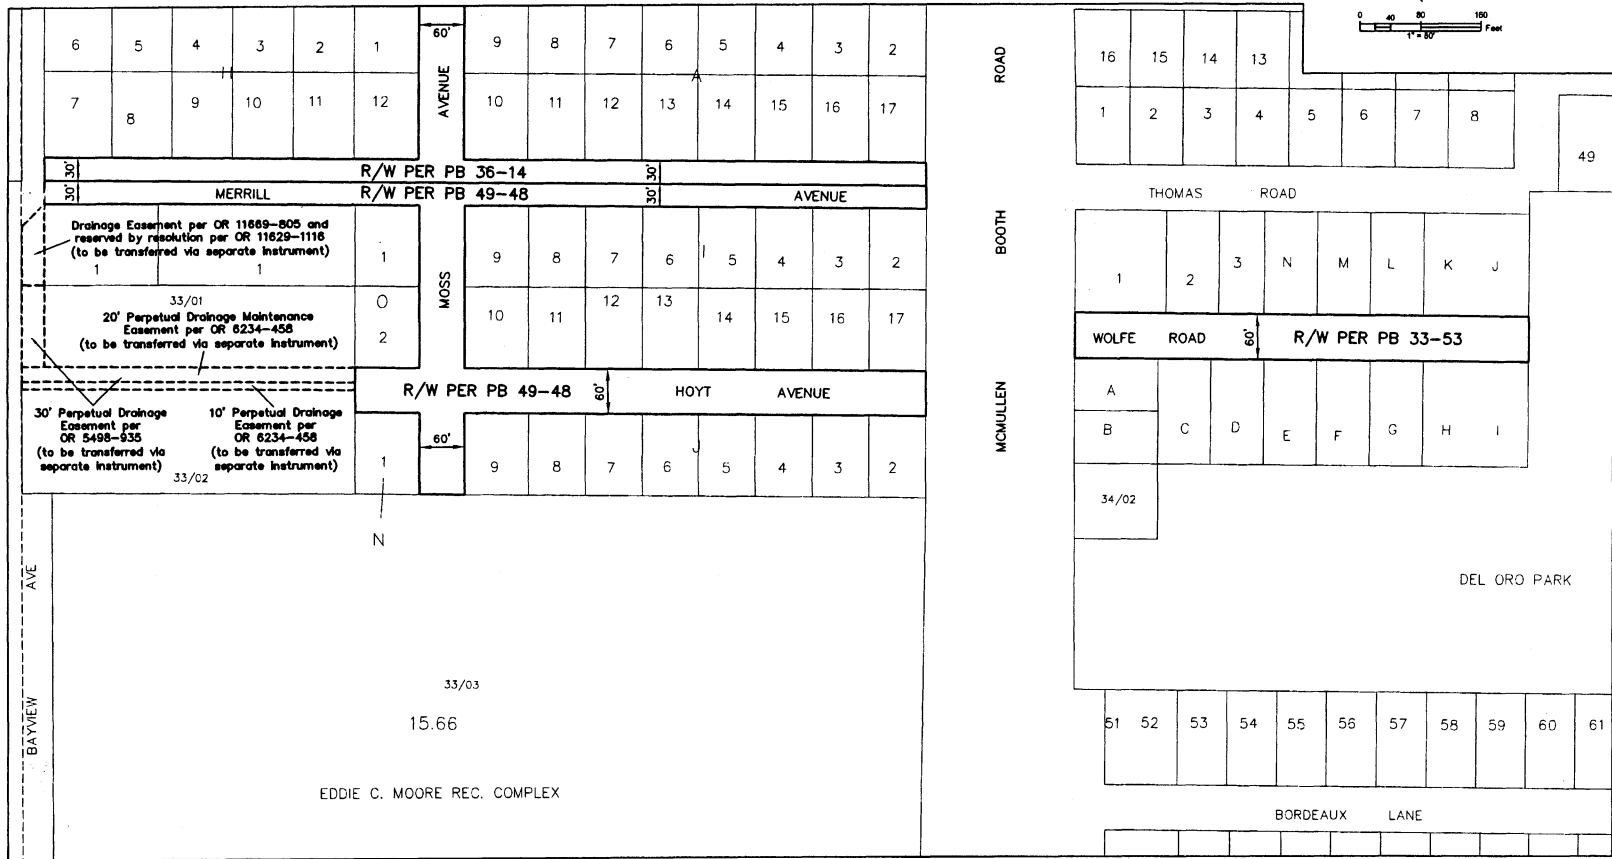 0 40 80 160
Feet
1" = 80'
60'
6 5 4 3 2 1
H
7 8 9 10 11 12
AVENUE
9 8 7 6 5 4 3 2
A
10 11 12 13 14 15 16 17
ROAD
16 15 14 13
1 2 3 4 5 6 7 8
49
30' R/W PER PB 36-14 30'
30' MERRILL R/W PER PB 49-48 30' AVENUE
THOMAS ROAD
Drainage Easement per OR 11669-805 and
reserved by resolution per OR 11629-1116
(to be transferred via separate instrument)
1 1
1
O
2
33/01
20' Perpetual Drainage Maintenance
Easement per OR 6234-458
(to be transferred via separate instrument)
MOSS
9 8 7 6 I 5 4 3 2
10 11 12 13 14 15 16 17
BOOTH
1 2 3 N M L K J
WOLFE ROAD 60' R/W PER PB 33-53
R/W PER PB 49-48 60' HOYT AVENUE
30' Perpetual Drainage
Easement per
OR 5498-935
(to be transferred via
separate instrument)
10' Perpetual Drainage
Easement per
OR 6234-458
(to be transferred via
separate instrument)
33/02
1
N
60'
J
9 8 7 6 5 4 3 2
MCMULLEN
A
B C D E F G H I
34/02
DEL ORO PARK
AVE
BAYVIEW
33/03
15.66
EDDIE C. MOORE REC. COMPLEX
51 52 53 54 55 56 57 58 59 60 61
BORDEAUX LANE